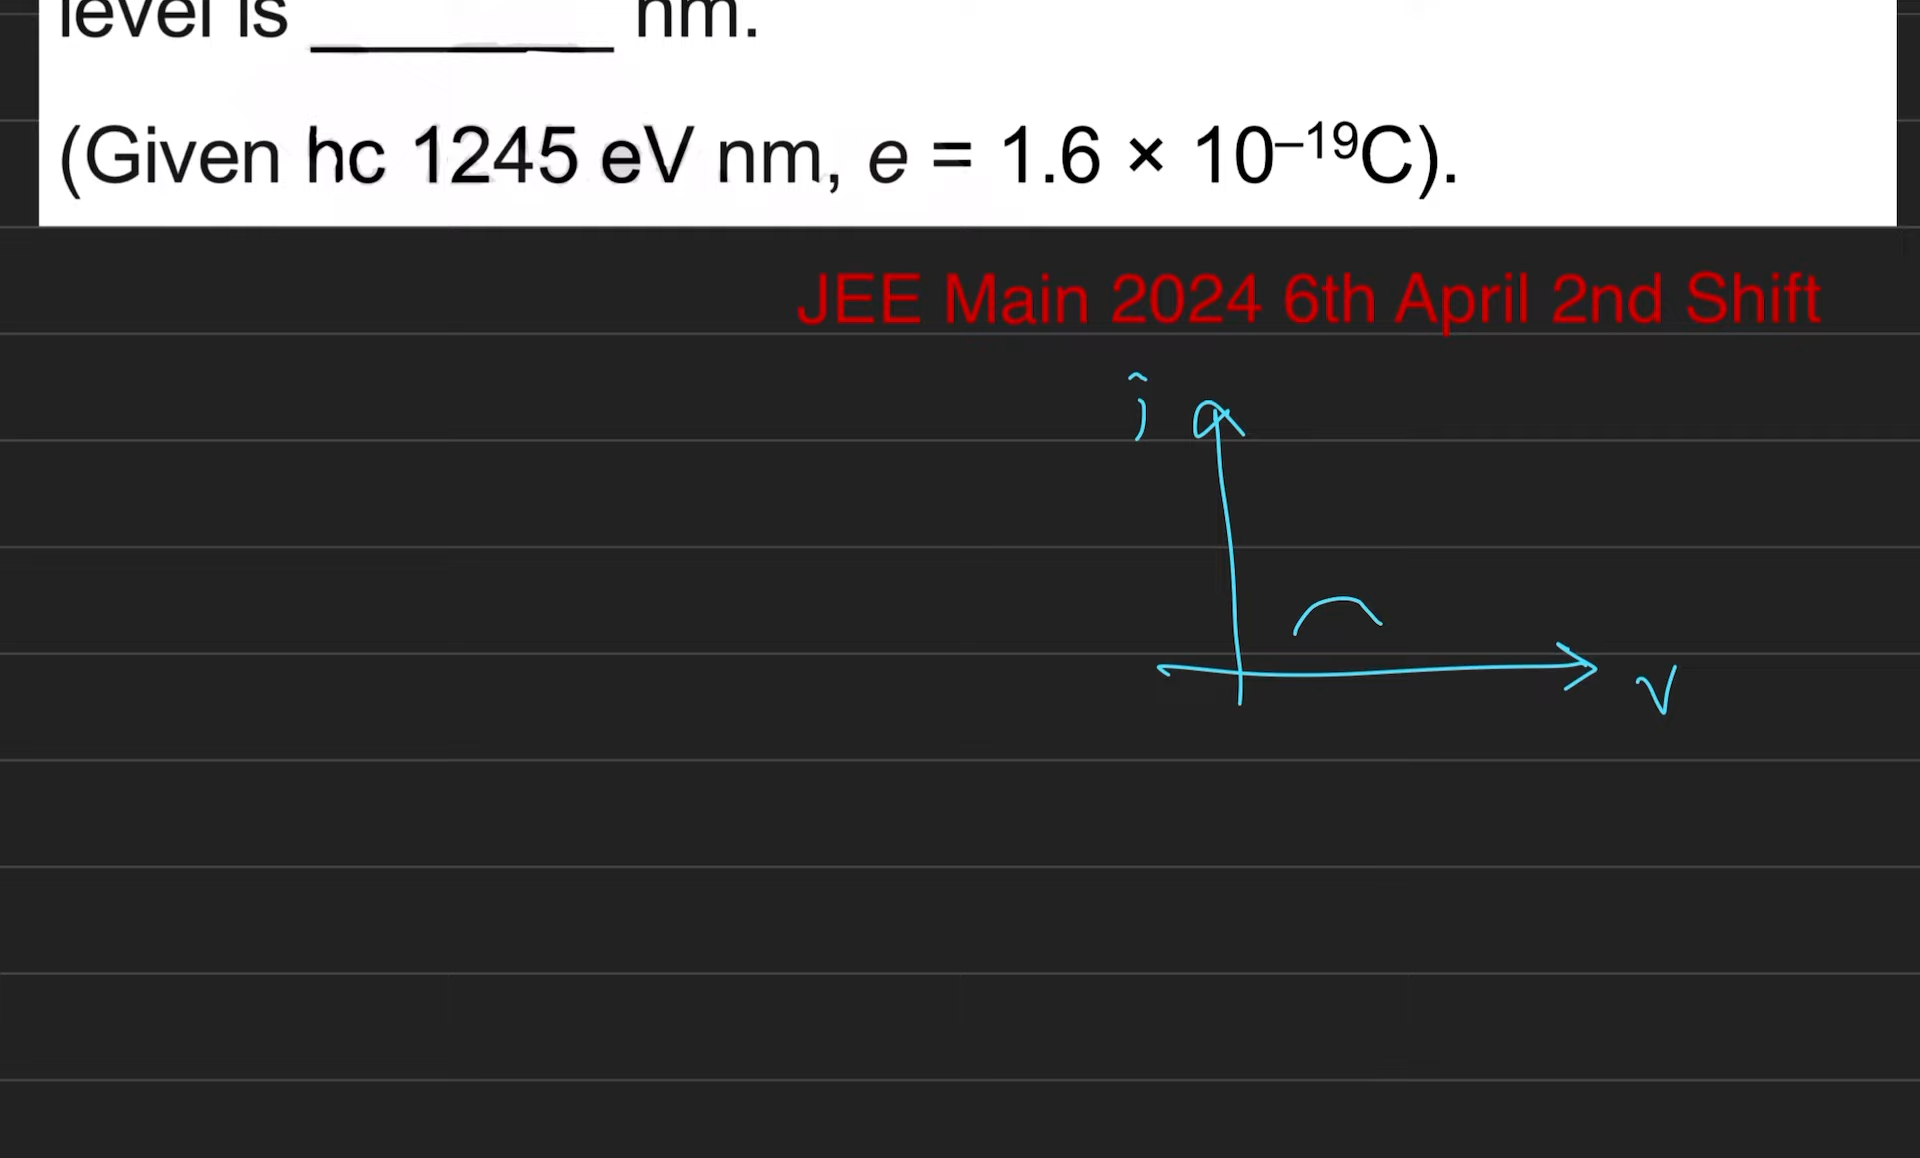 level is ________ nm.
(Given hc 1245 eV nm, e = 1.6 × 10⁻¹⁹C).
JEE Main 2024 6th April 2nd Shift
ĵ
V